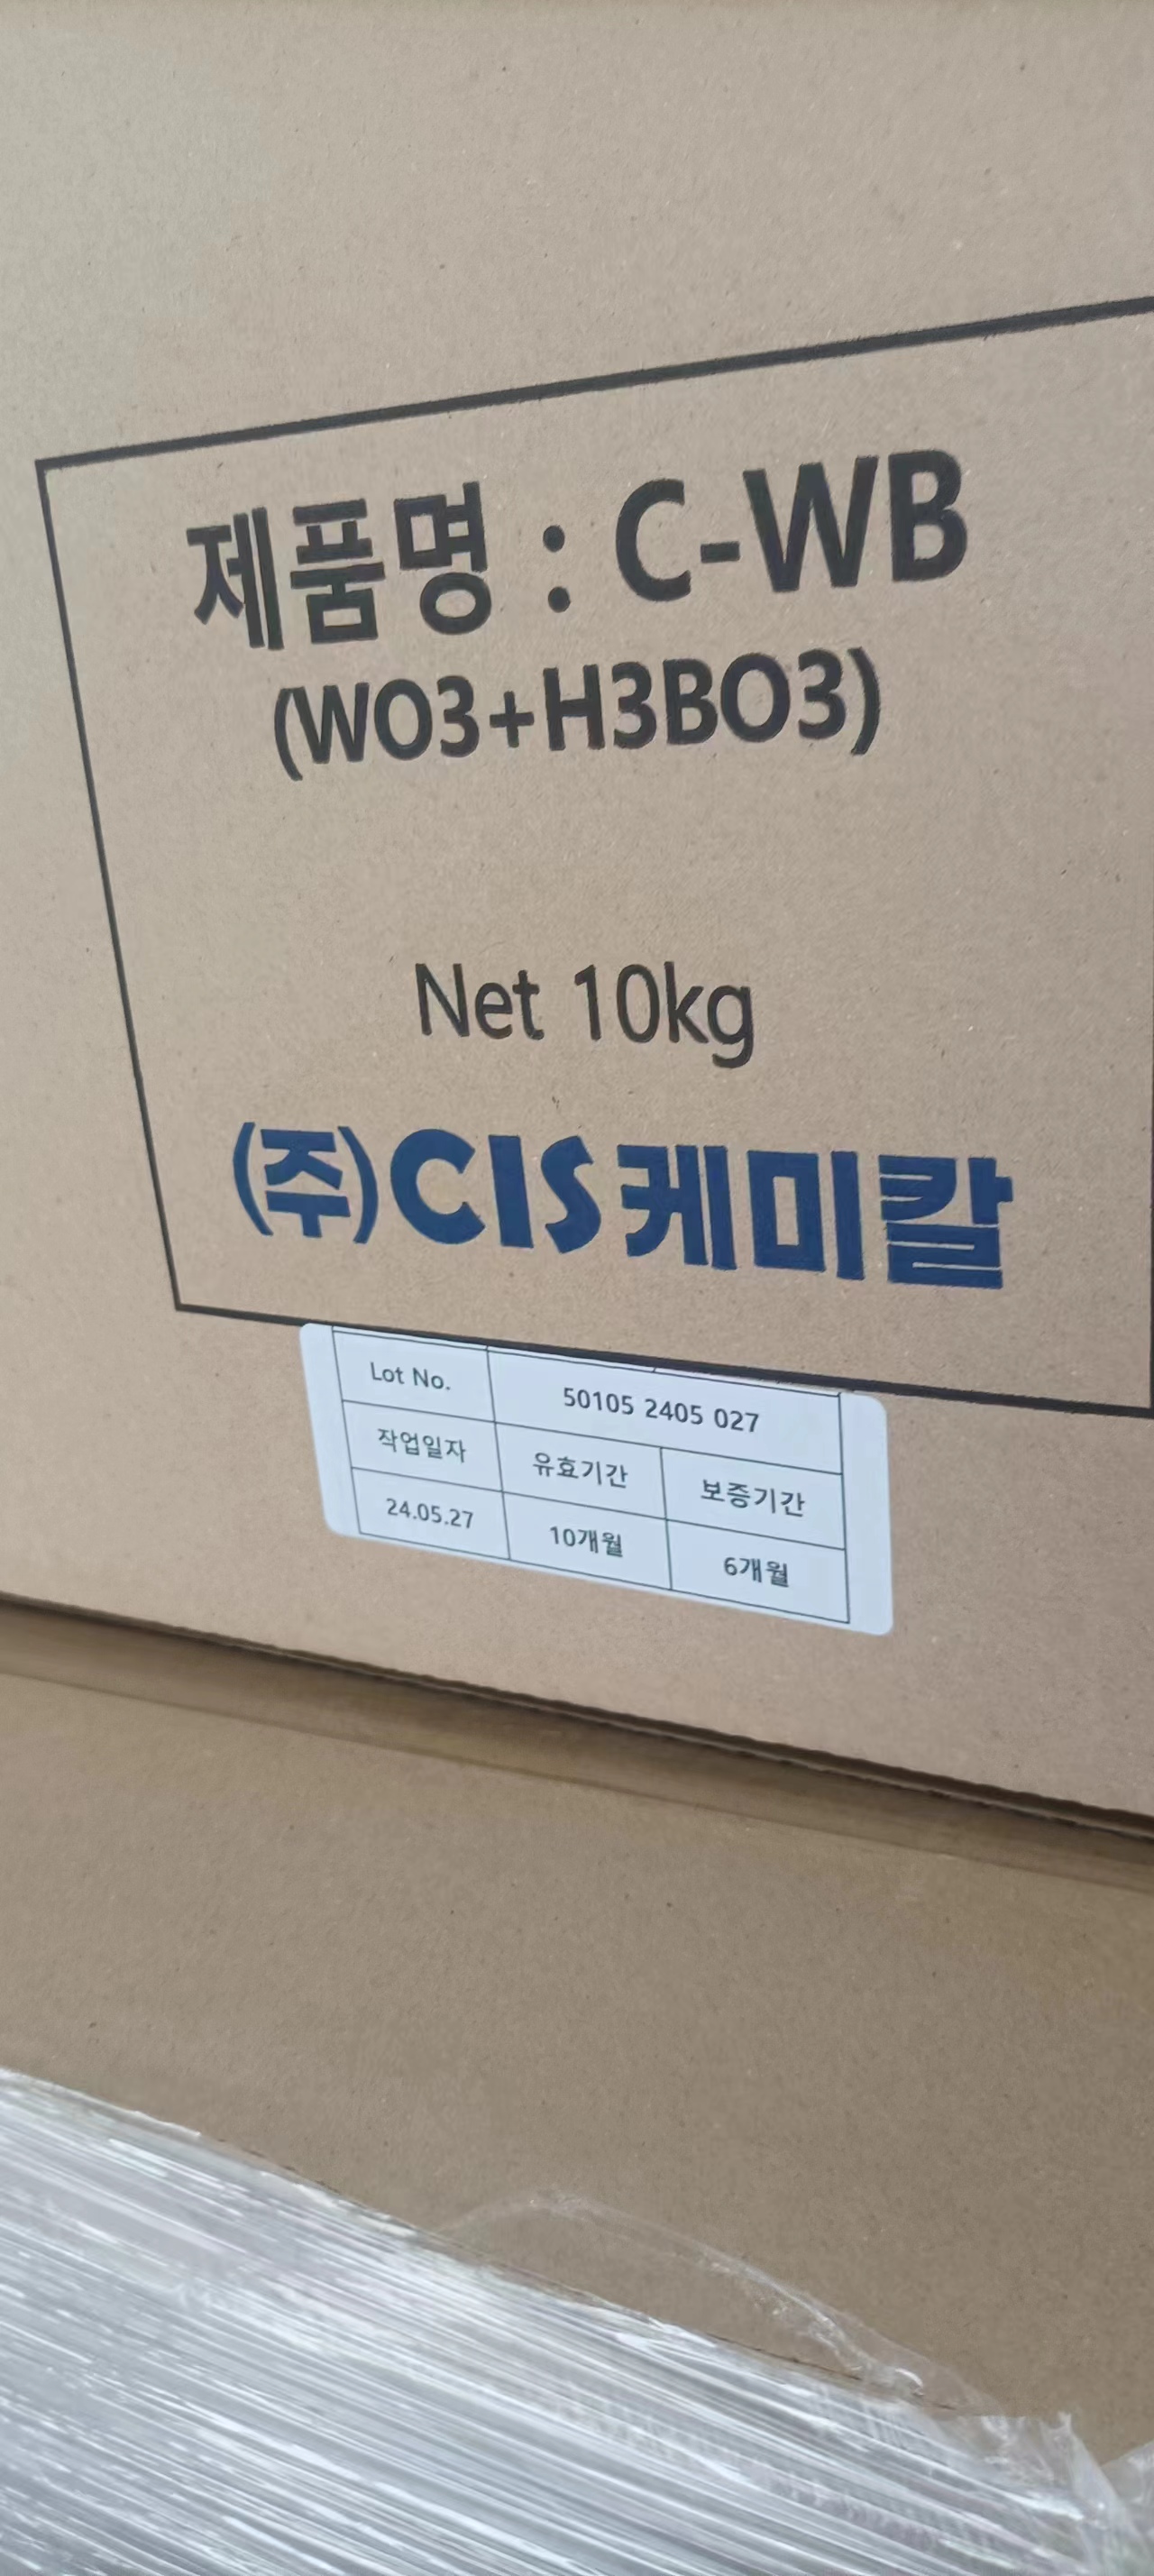 제품명 : C-WB
(WO3+H3BO3)
Net 10kg
(주)CIS케미칼
Lot No. 50105 2405 027
작업일자 유효기간 보증기간
24.05.27 10개월 6개월